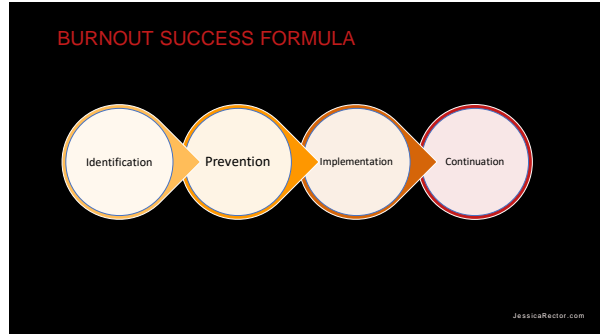 BURNOUT SUCCESS FORMULA
Identification
Prevention
Implementation
Continuation
JessicaRector.com